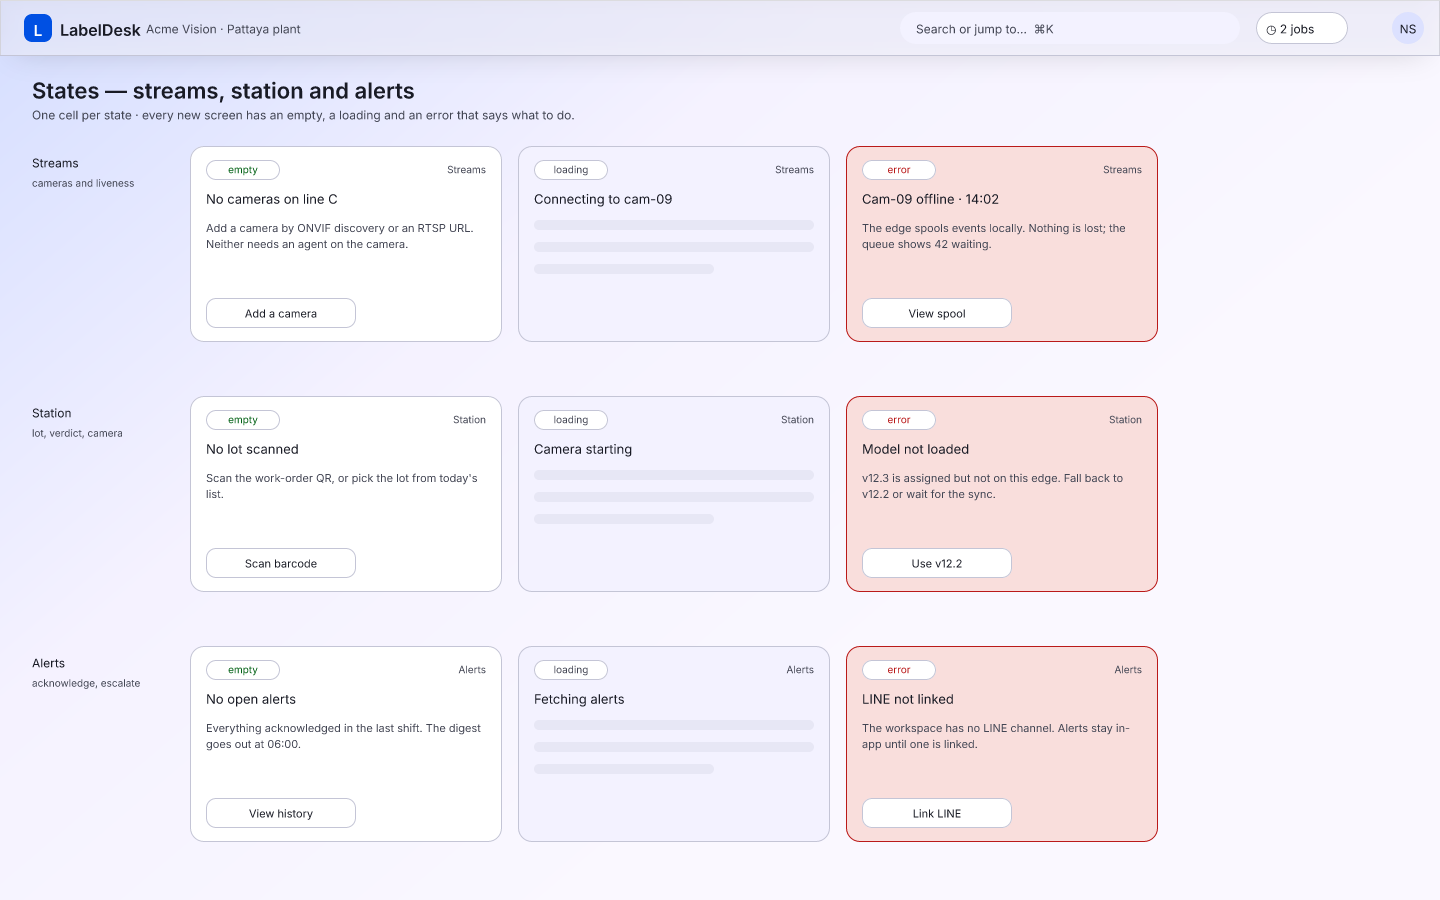 L LabelDesk Acme Vision · Pattaya plant Search or jump to... ⌘K ◷ 2 jobs NS
States — streams, station and alerts
One cell per state · every new screen has an empty, a loading and an error that says what to do.
Streams
cameras and liveness
empty Streams
No cameras on line C
Add a camera by ONVIF discovery or an RTSP URL.
Neither needs an agent on the camera.
Add a camera
loading Streams
Connecting to cam-09
error Streams
Cam-09 offline · 14:02
The edge spools events locally. Nothing is lost; the
queue shows 42 waiting.
View spool
Station
lot, verdict, camera
empty Station
No lot scanned
Scan the work-order QR, or pick the lot from today's
list.
Scan barcode
loading Station
Camera starting
error Station
Model not loaded
v12.3 is assigned but not on this edge. Fall back to
v12.2 or wait for the sync.
Use v12.2
Alerts
acknowledge, escalate
empty Alerts
No open alerts
Everything acknowledged in the last shift. The digest
goes out at 06:00.
View history
loading Alerts
Fetching alerts
error Alerts
LINE not linked
The workspace has no LINE channel. Alerts stay in-
app until one is linked.
Link LINE